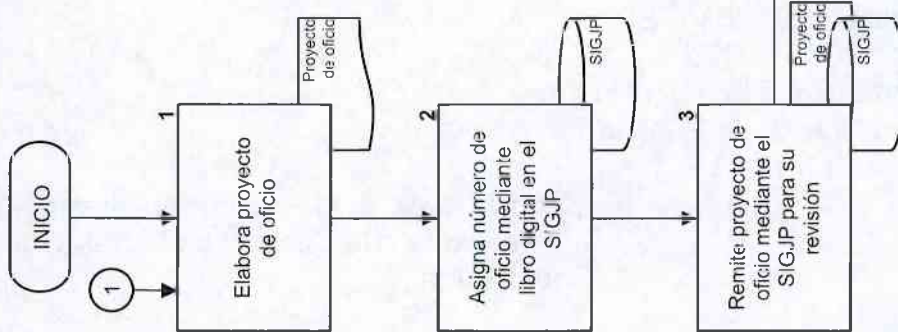 INICIO
1
1
Elabora proyecto
de oficio
Proyecto
de oficio
2
Asigna número de
oficio mediante
libro digital en el
SIGJP
SIGJP
3
Remite proyecto de
oficio mediante el
SIGJP para su
revisión
Proyecto
de oficio
SIGJP